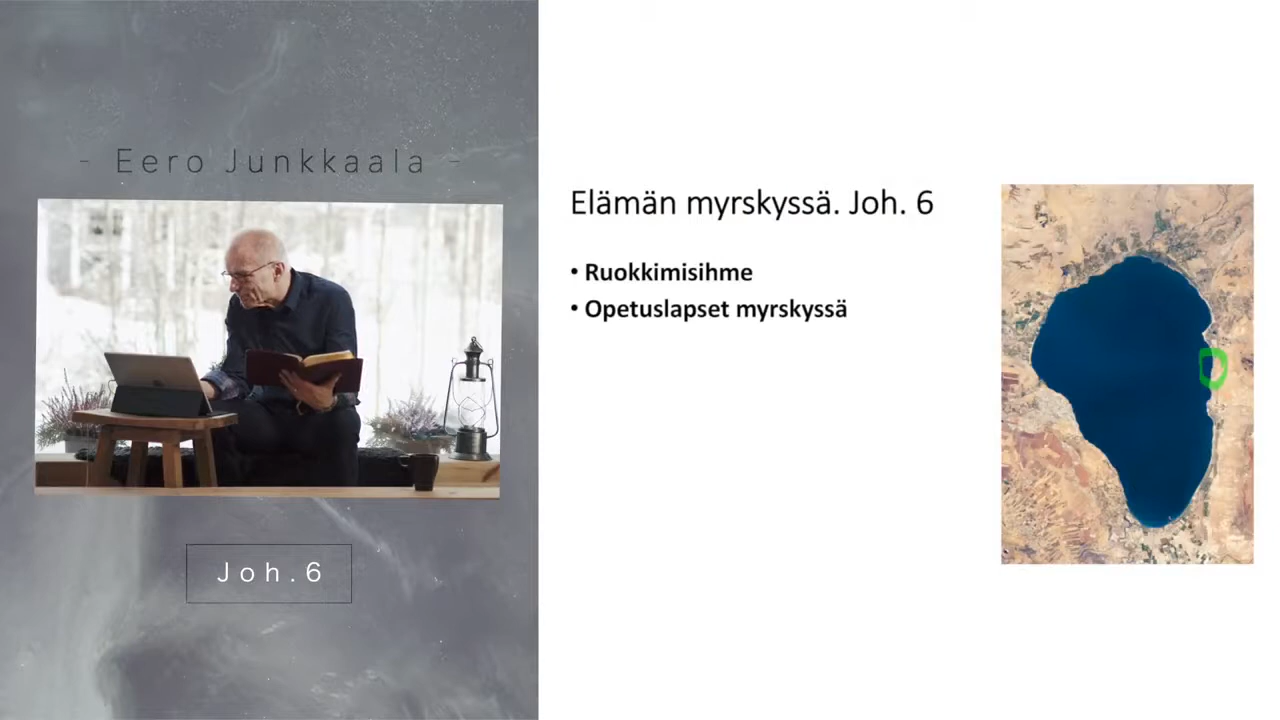 - Eero Junkkaala -
Joh.6
Elämän myrskyssä. Joh. 6
• Ruokkimisihme
• Opetuslapset myrskyssä